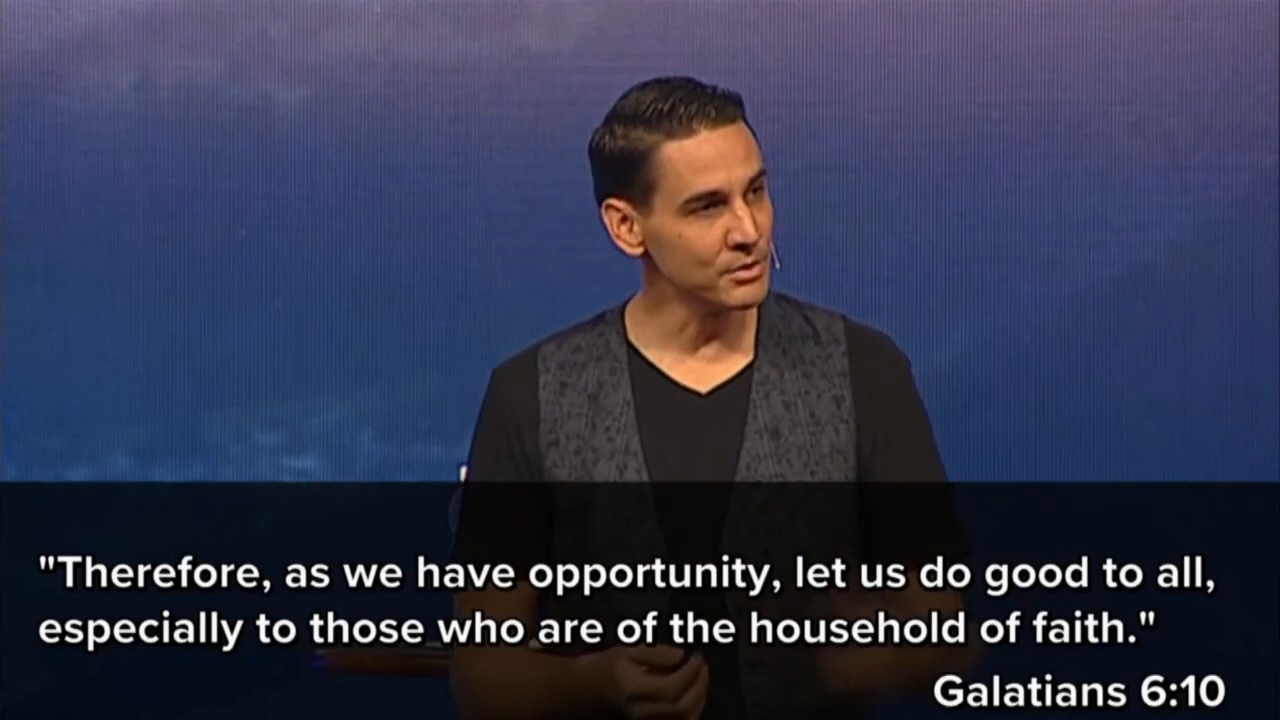 "Therefore, as we have opportunity, let us do good to all,
especially to those who are of the household of faith."
Galatians 6:10